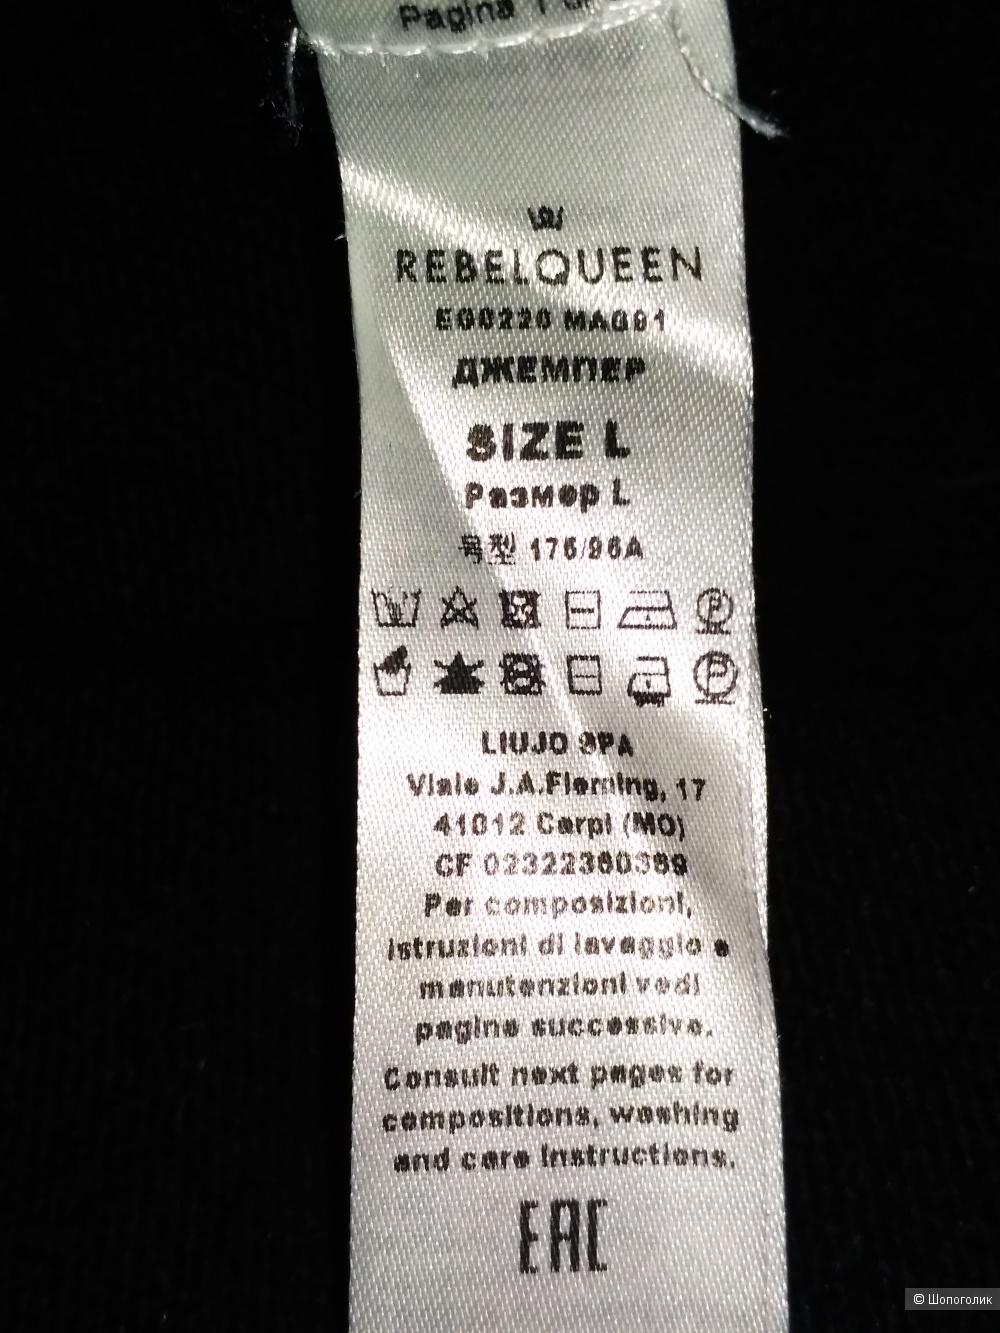 Pagina 1
REBELQUEEN
ДЖЕМПЕР
SIZE L
Размер L
号型 175/96A
LIUJO SPA
Viale J.A.Fleming, 17
41012 Carpi (MO)
CF 02322360369
Per composizioni,
istruzioni di lavaggio e
manutenzioni vedi
pagine successive.
Consult next pages for
compositions, washing
and care instructions.
EAC
© Шопоголик